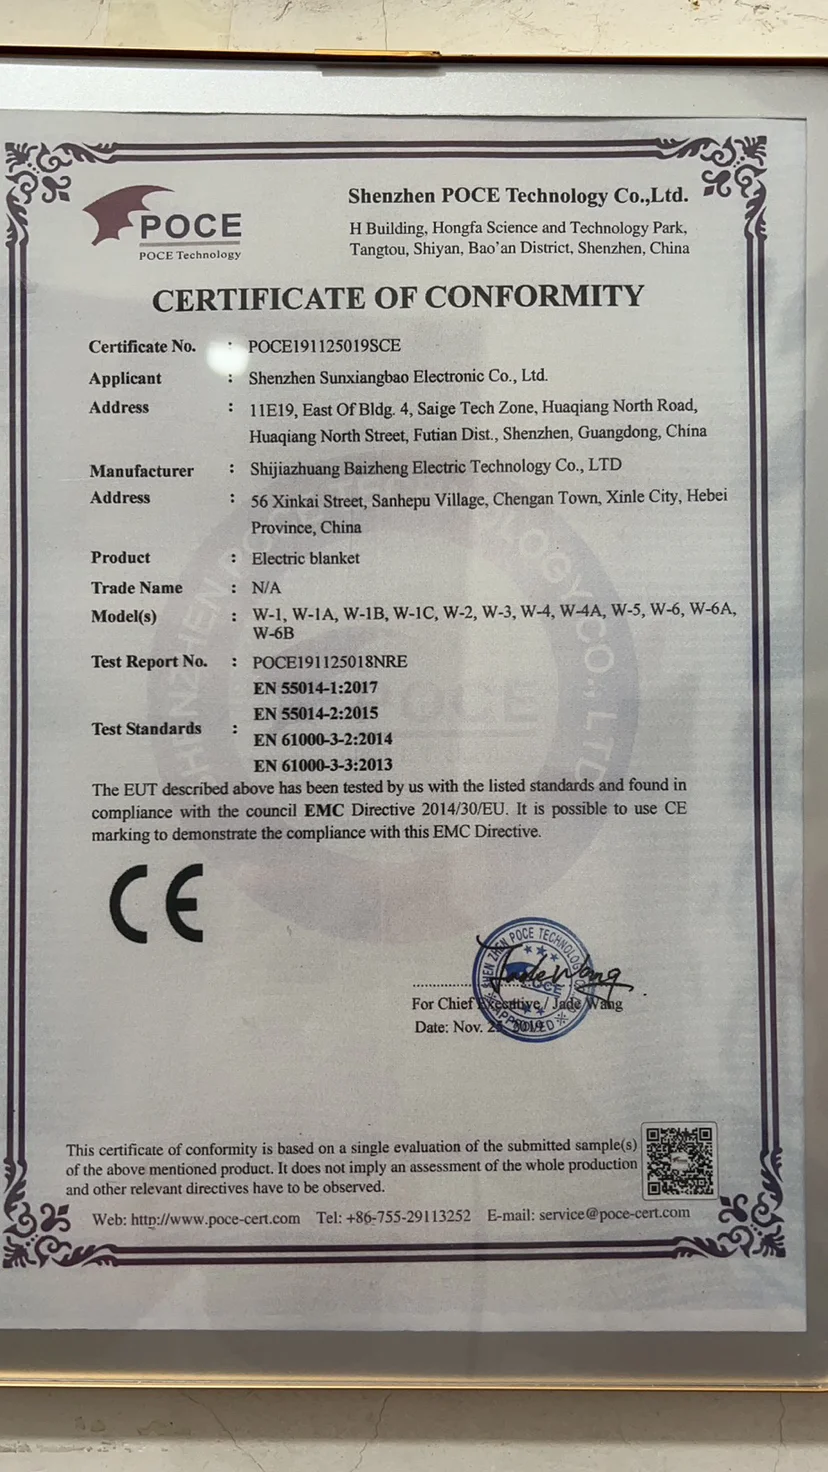 POCE
POCE Technology
Shenzhen POCE Technology Co.,Ltd.
H Building, Hongfa Science and Technology Park,
Tangtou, Shiyan, Bao'an District, Shenzhen, China
CERTIFICATE OF CONFORMITY
Certificate No. : POCE191125019SCE
Applicant : Shenzhen Sunxiangbao Electronic Co., Ltd.
Address : 11E19, East Of Bldg. 4, Saige Tech Zone, Huaqiang North Road,
Huaqiang North Street, Futian Dist., Shenzhen, Guangdong, China
Manufacturer : Shijiazhuang Baizheng Electric Technology Co., LTD
Address : 56 Xinkai Street, Sanhepu Village, Chengan Town, Xinle City, Hebei
Province, China
Product : Electric blanket
Trade Name : N/A
Model(s) : W-1, W-1A, W-1B, W-1C, W-2, W-3, W-4, W-4A, W-5, W-6, W-6A,
W-6B
Test Report No. : POCE191125018NRE
EN 55014-1:2017
EN 55014-2:2015
Test Standards :
EN 61000-3-2:2014
EN 61000-3-3:2013
The EUT described above has been tested by us with the listed standards and found in
compliance with the council EMC Directive 2014/30/EU. It is possible to use CE
marking to demonstrate the compliance with this EMC Directive.
CE
Jade Wang
For Chief Executive / Jade Wang
Date: Nov. 2019
SHEN ZHEN POCE TECHNOLOGY
POCE
APPROVED
This certificate of conformity is based on a single evaluation of the submitted sample(s)
of the above mentioned product. It does not imply an assessment of the whole production
and other relevant directives have to be observed.
Web: http://www.poce-cert.com Tel: +86-755-29113252 E-mail: service@poce-cert.com